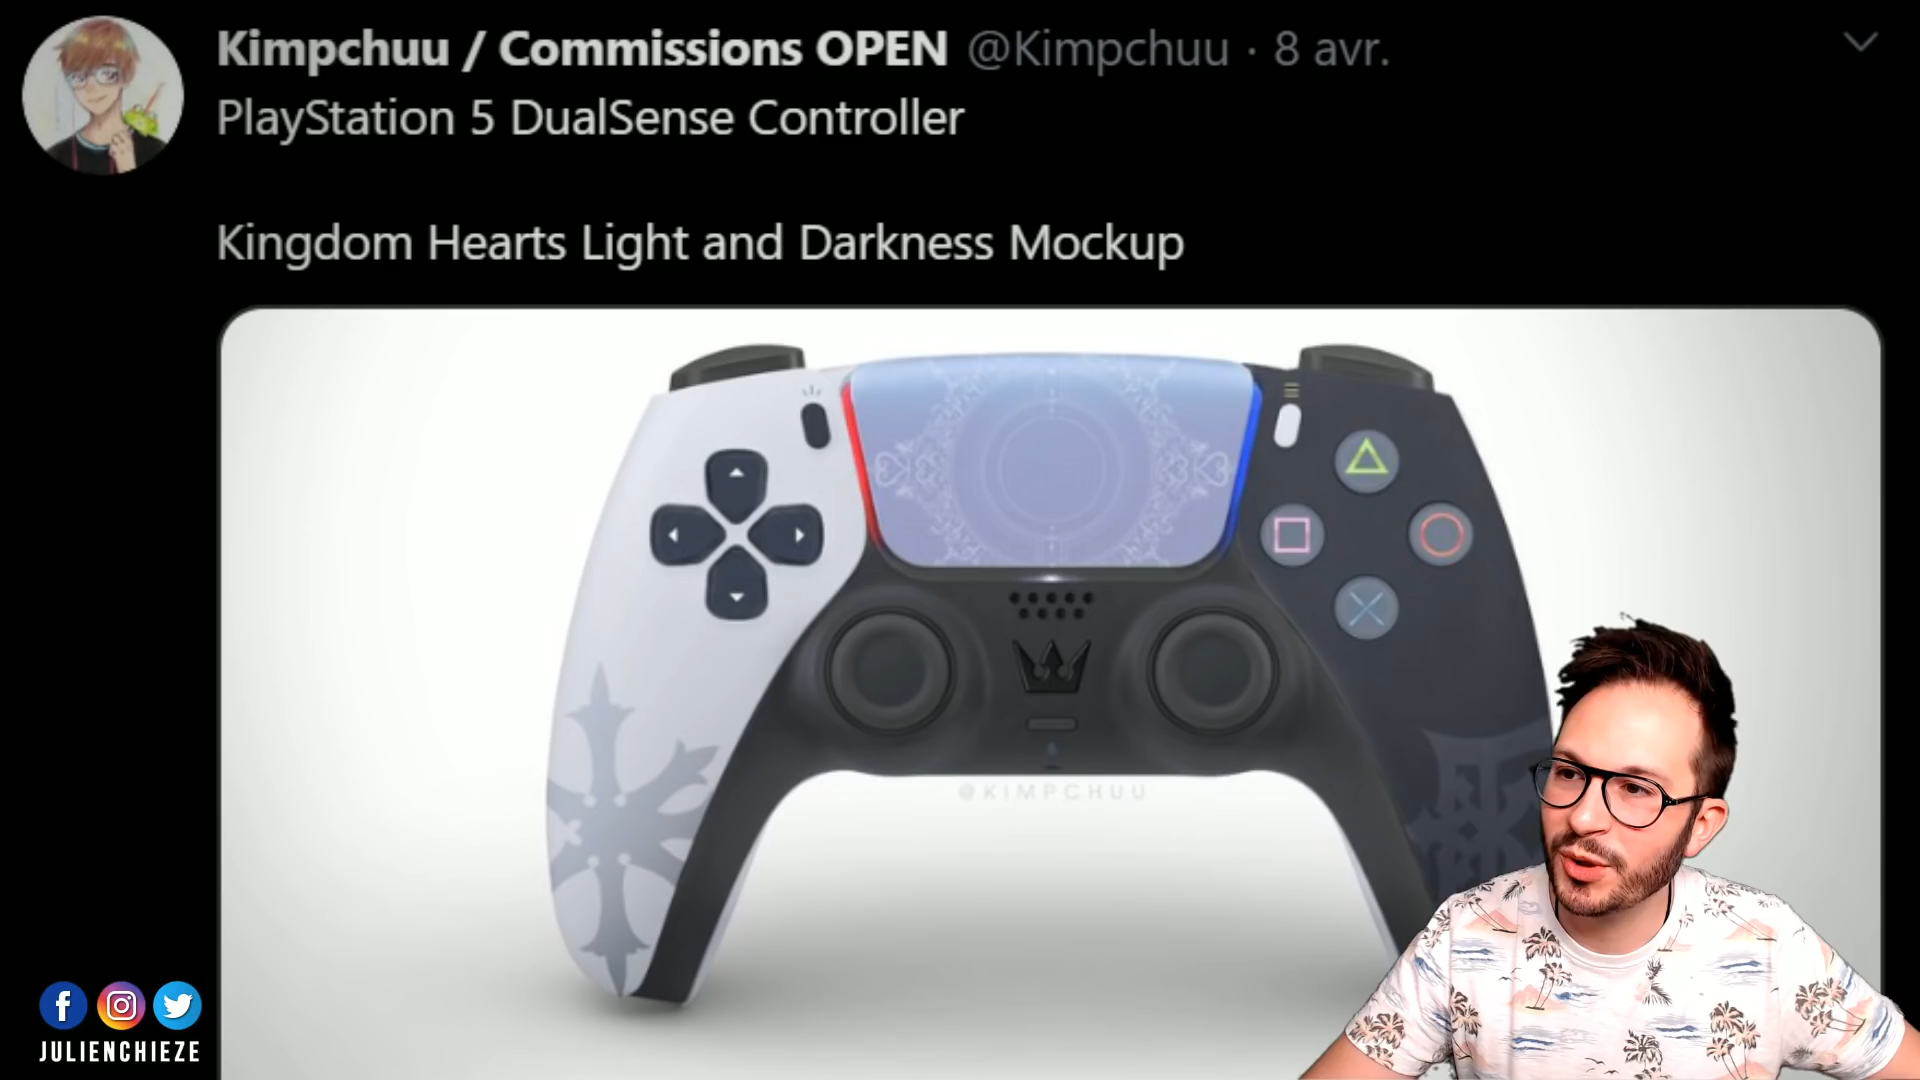 Kimpchuu / Commissions OPEN @Kimpchuu · 8 avr.
PlayStation 5 DualSense Controller
Kingdom Hearts Light and Darkness Mockup
@KIMPCHUU
JULIENCHIEZE